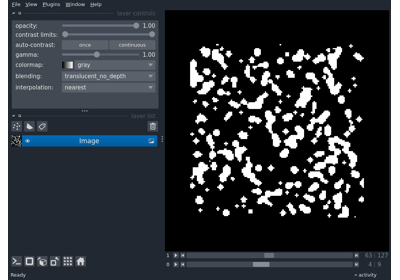 File View Plugins Window Help
layer controls
opacity: 1.00
contrast limits:
auto-contrast: once continuous
gamma: 1.00
colormap: gray
blending: translucent_no_depth
interpolation: nearest
layer list
Image
1 63 127
0 4 9
Ready activity